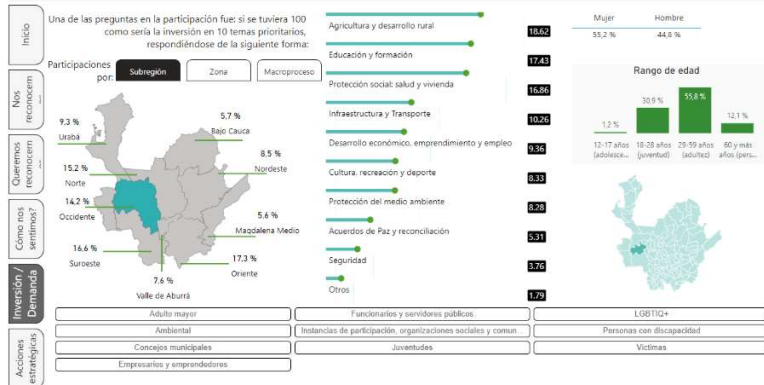 Inicio
Nos
reconocem
...
Queremos
reconocern
...
Cómo nos
sentimos?
Inversión /
Demanda
Acciones
estratégicas
Una de las preguntas en la participación fue: si se tuviera 100
como sería la inversión en 10 temas prioritarios,
respondiéndose de la siguiente forma:
Participaciones
por:
Subregión
Zona
Macroproceso
9.3 %
Urabá
5,7 %
Bajo Cauca
15.2 %
Norte
8,5 %
Nordeste
14,2 %
Occidente
5.6 %
Magdalena Medio
16.6 %
Suroeste
17.3 %
Oriente
7.6 %
Valle de Aburrá
Agricultura y desarrollo rural
18.62
Educación y formación
17.43
Protección social: salud y vivienda
16.86
Infraestructura y Transporte
10.26
Desarrollo económico, emprendimiento y empleo
9.36
Cultura, recreación y deporte
8.33
Protección del medio ambiente
8.28
Acuerdos de Paz y reconciliación
5.31
Seguridad
3.76
Otros
1.79
Mujer Hombre
55,2 % 44,8 %
Rango de edad
1,2 % 30,9 % 55,8 % 12,1 %
12-17 años 18-28 años 29-59 años 60 y más
(adolesce... (juventud) (adultez) años (pers...
Adulto mayor Funcionarios y servidores públicos LGBTIQ+
Ambiental Instancias de participación, organizaciones sociales y comun... Personas con discapacidad
Concejos municipales Juventudes Víctimas
Empresarios y emprendedores